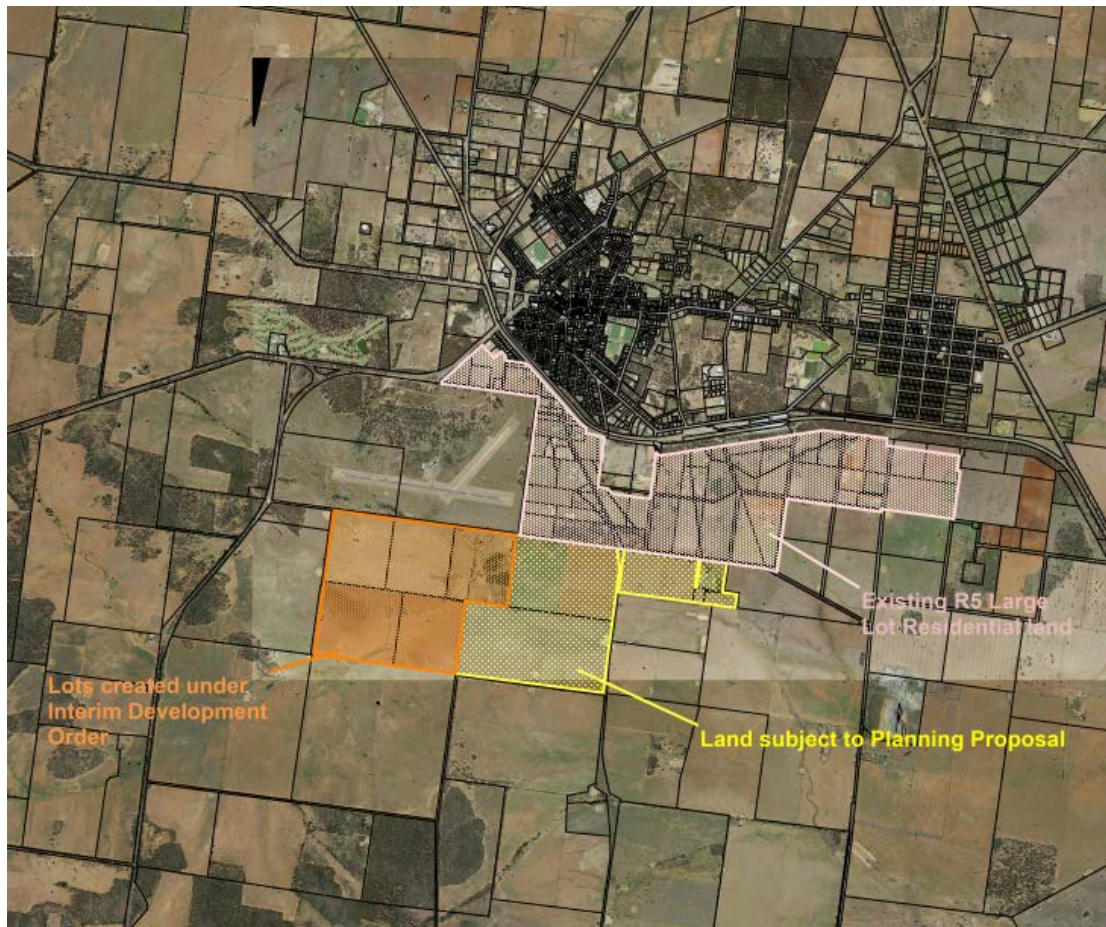 Existing R5 Large
Lot Residential land
Lots created under
Interim Development
Order
Land subject to Planning Proposal